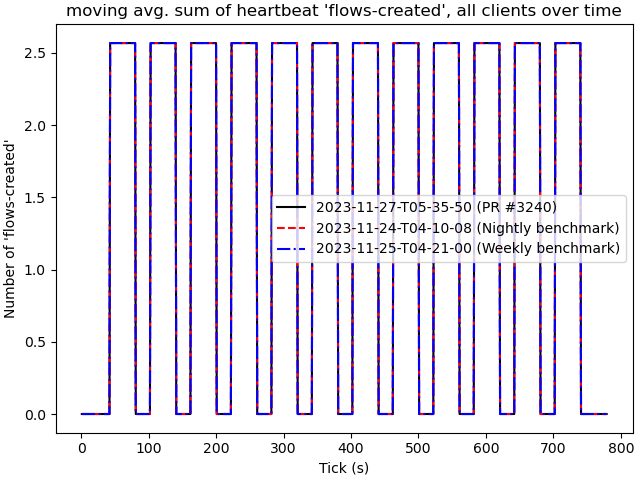 moving avg. sum of heartbeat 'flows-created', all clients over time
Number of 'flows-created'
2.5
2.0
1.5
1.0
0.5
0.0
2023-11-27-T05-35-50 (PR #3240)
2023-11-24-T04-10-08 (Nightly benchmark)
2023-11-25-T04-21-00 (Weekly benchmark)
0 100 200 300 400 500 600 700 800
Tick (s)